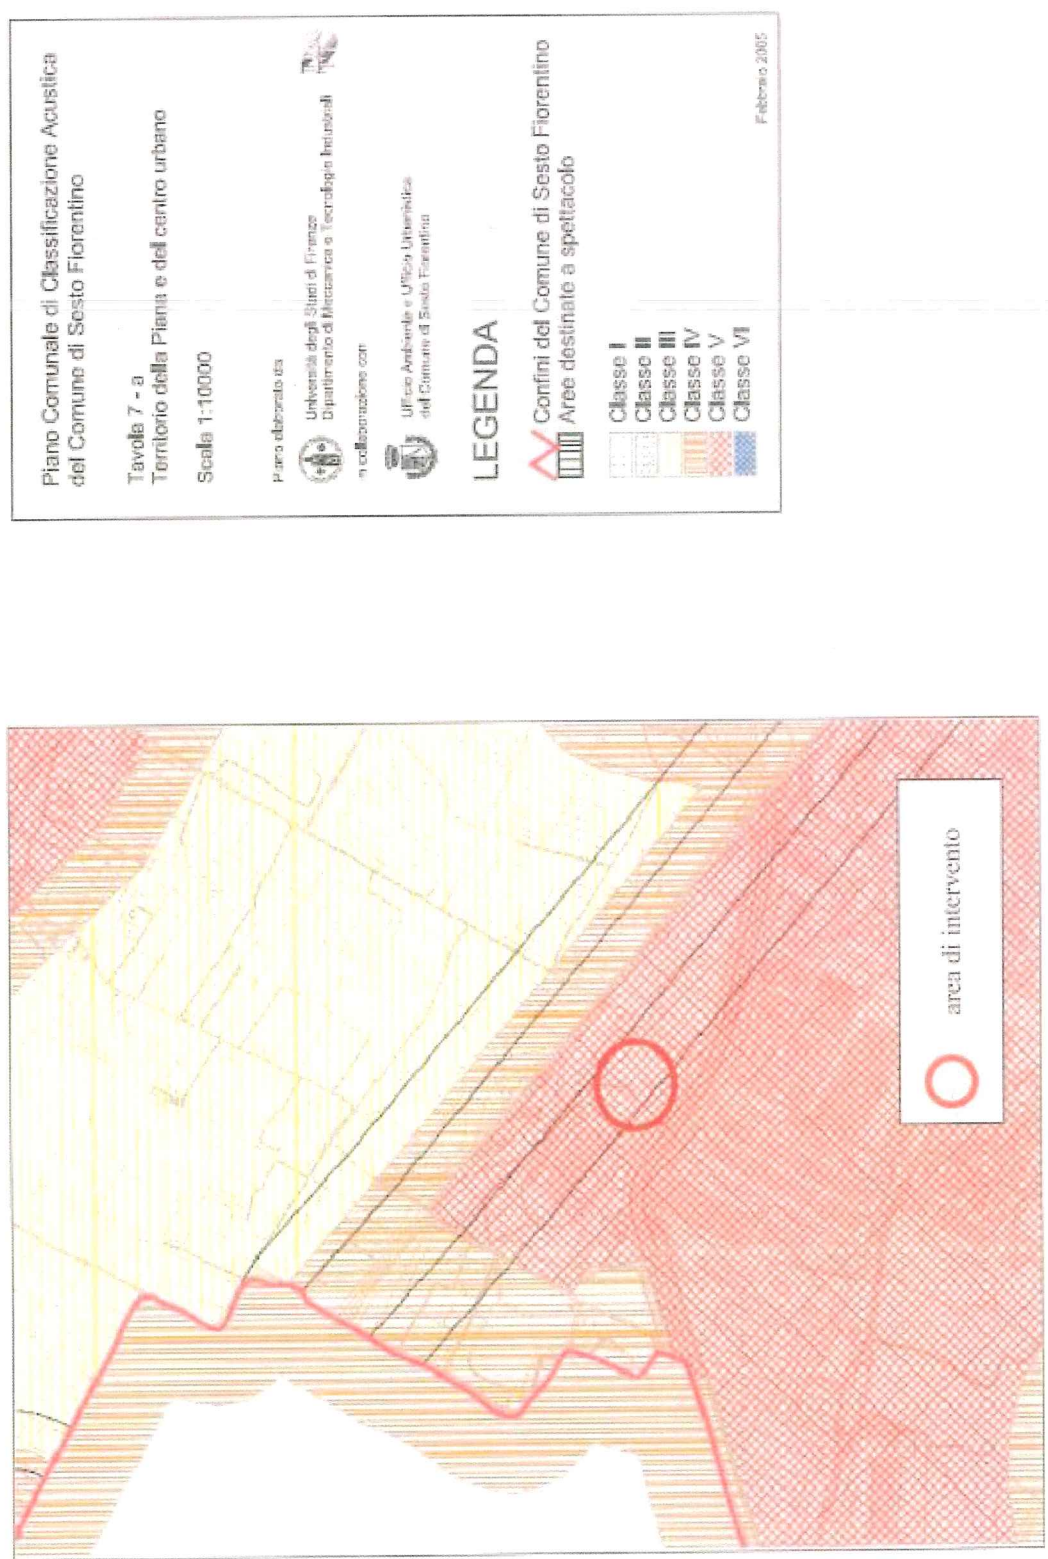 Piano Comunale di Classificazione Acustica
del Comune di Sesto Fiorentino
Tavola 7 - a
Territorio della Piana e del centro urbano
Scala 1:10000
Piano elaborato da
Università degli Studi di Firenze
Dipartimento di Meccanica e Tecnologie Industriali
in collaborazione con
Ufficio Ambiente e Ufficio Urbanistica
del Comune di Sesto Fiorentino
LEGENDA
Confini del Comune di Sesto Fiorentino
Aree destinate a spettacolo
Classe I
Classe II
Classe III
Classe IV
Classe V
Classe VI
Febbraio 2005
area di intervento